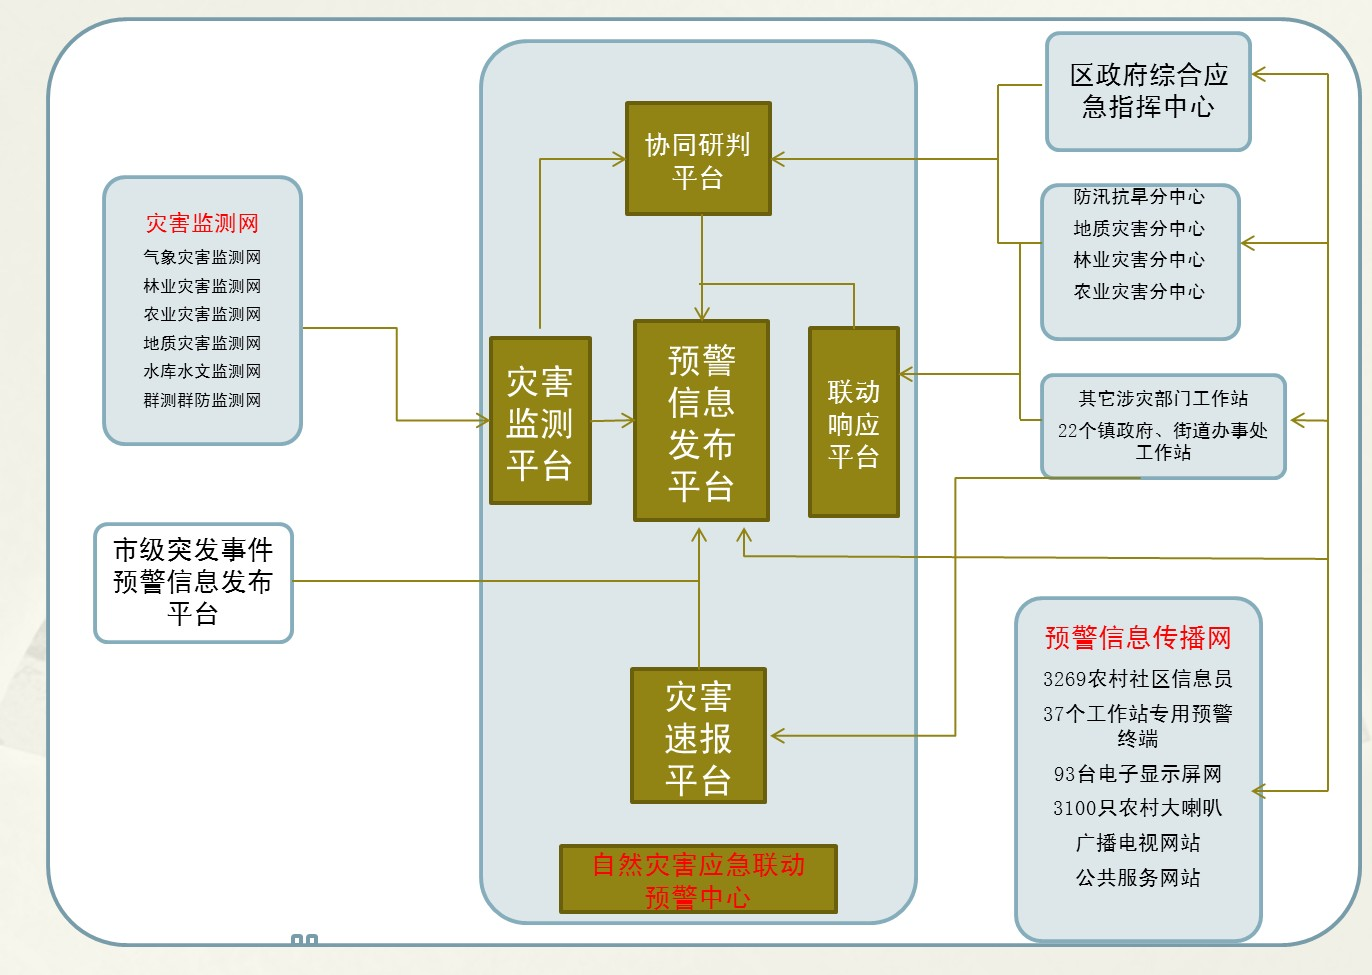 灾害监测网
气象灾害监测网
林业灾害监测网
农业灾害监测网
地质灾害监测网
水库水文监测网
群测群防监测网
市级突发事件
预警信息发布
平台
协同研判
平台
灾害
监测
平台
预警
信息
发布
平台
联动
响应
平台
灾害
速报
平台
自然灾害应急联动
预警中心
区政府综合应
急指挥中心
防汛抗旱分中心
地质灾害分中心
林业灾害分中心
农业灾害分中心
其它涉灾部门工作站
22个镇政府、街道办事处
工作站
预警信息传播网
3269农村社区信息员
37个工作站专用预警
终端
93台电子显示屏网
3100只农村大喇叭
广播电视网站
公共服务网站